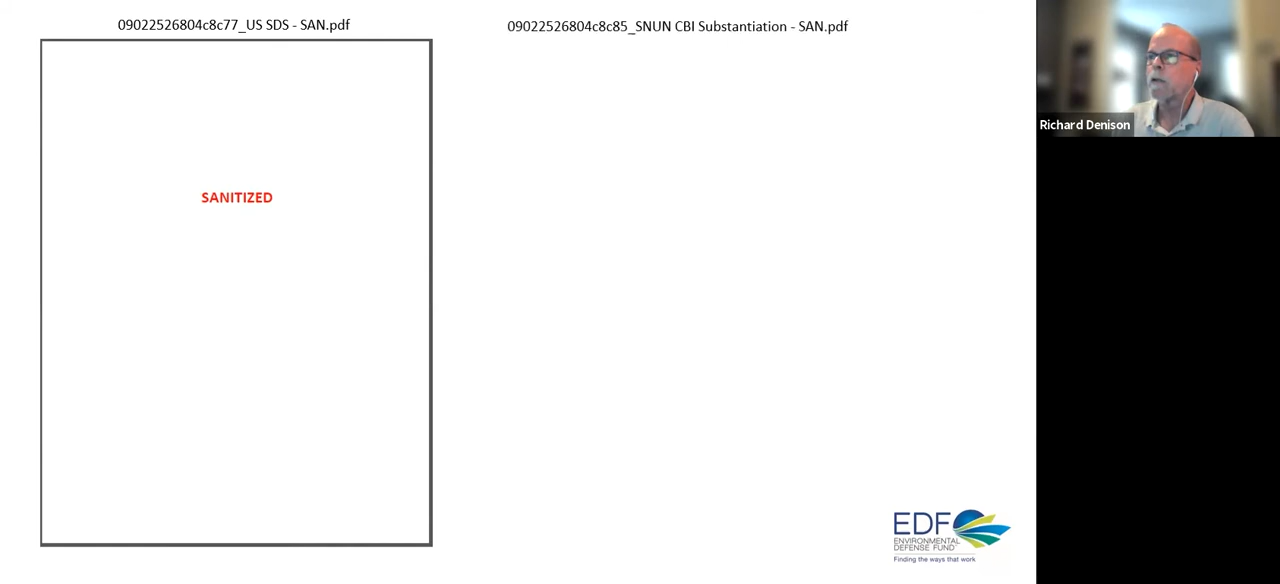 09022526804c8c77_US SDS - SAN.pdf
09022526804c8c85_SNUN CBI Substantiation - SAN.pdf
SANITIZED
Richard Denison
EDF
ENVIRONMENTAL
DEFENSE FUND
Finding the ways that work